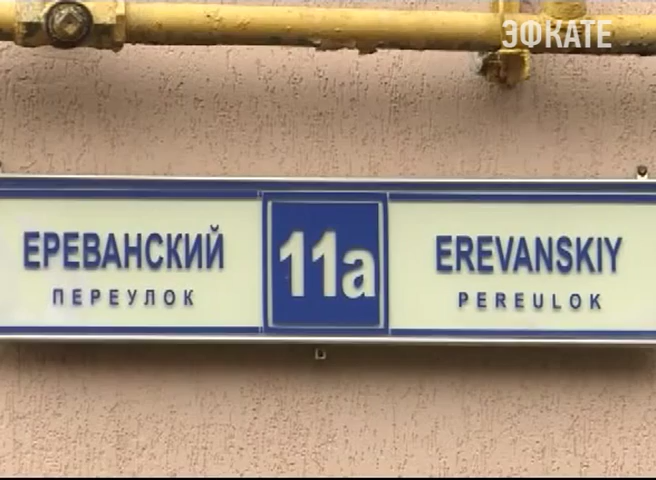 ЭФКАТЕ
ЕРЕВАНСКИЙ
ПЕРЕУЛОК
11а
EREVANSKIY
PEREULOK